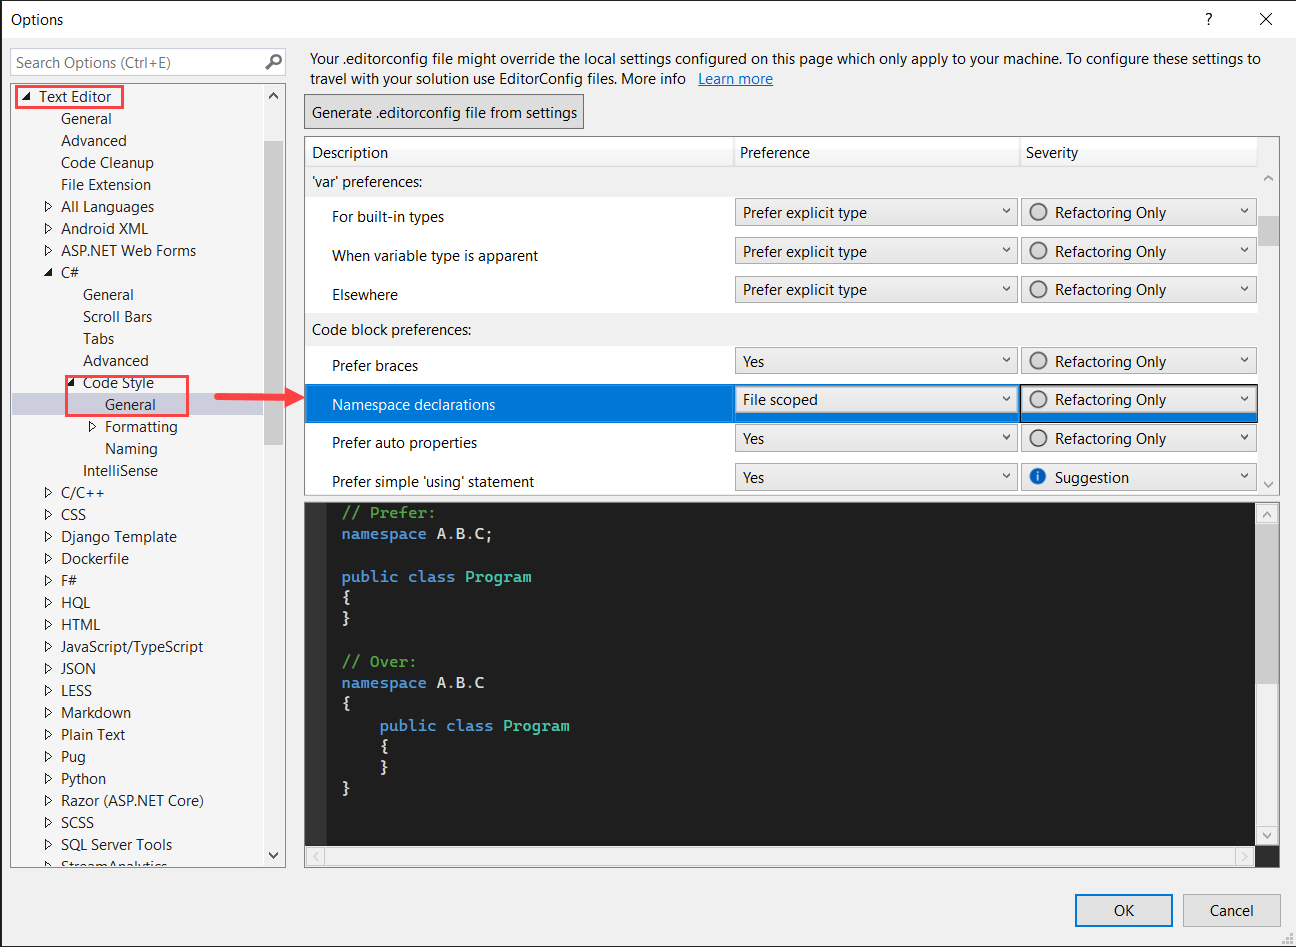 Options
?
Search Options (Ctrl+E)
Text Editor
General
Advanced
Code Cleanup
File Extension
All Languages
Android XML
ASP.NET Web Forms
C#
General
Scroll Bars
Tabs
Advanced
Code Style
General
Formatting
Naming
IntelliSense
C/C++
CSS
Django Template
Dockerfile
F#
HQL
HTML
JavaScript/TypeScript
JSON
LESS
Markdown
Plain Text
Pug
Python
Razor (ASP.NET Core)
SCSS
SQL Server Tools
StreamAnalytics
Your .editorconfig file might override the local settings configured on this page which only apply to your machine. To configure these settings to
travel with your solution use EditorConfig files. More info Learn more
Generate .editorconfig file from settings
Description Preference Severity
'var' preferences:
For built-in types Prefer explicit type Refactoring Only
When variable type is apparent Prefer explicit type Refactoring Only
Elsewhere Prefer explicit type Refactoring Only
Code block preferences:
Prefer braces Yes Refactoring Only
Namespace declarations File scoped Refactoring Only
Prefer auto properties Yes Refactoring Only
Prefer simple 'using' statement Yes Suggestion
// Prefer:
namespace A.B.C;
public class Program
{
}
// Over:
namespace A.B.C
{
public class Program
{
}
}
OK Cancel